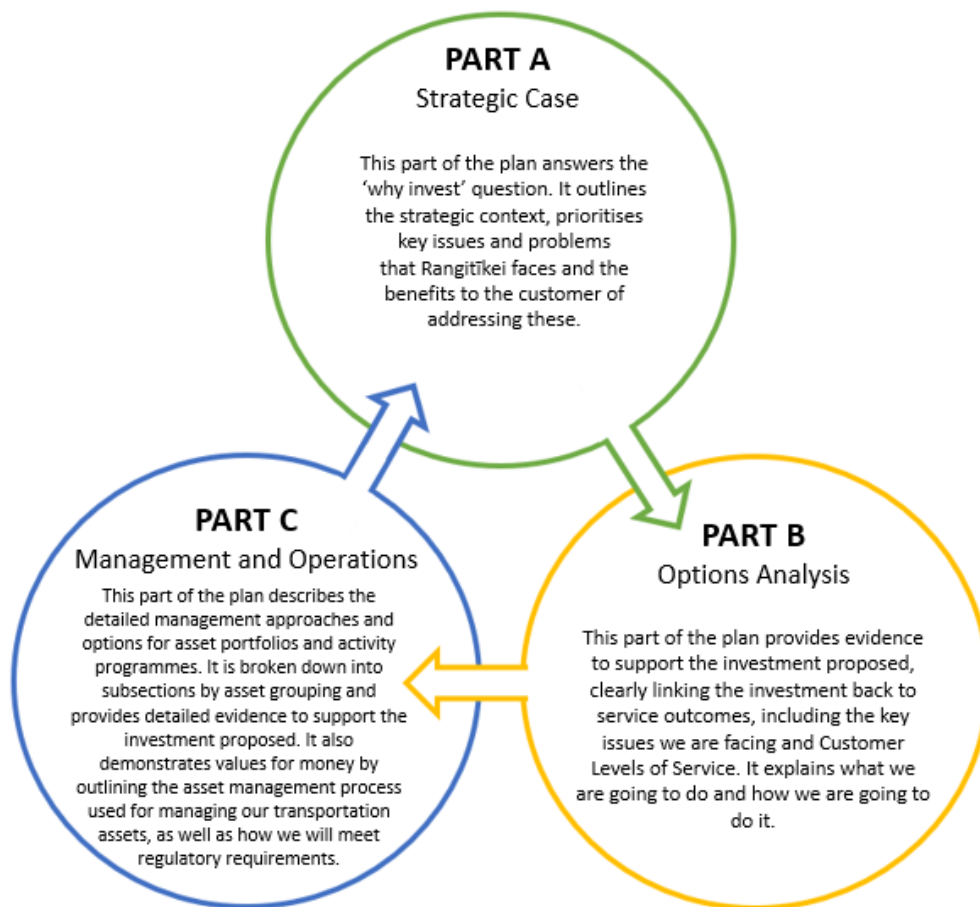 PART A
Strategic Case
This part of the plan answers the
‘why invest’ question. It outlines
the strategic context, prioritises
key issues and problems
that Rangitīkei faces and the
benefits to the customer of
addressing these.
PART B
Options Analysis
This part of the plan provides evidence
to support the investment proposed,
clearly linking the investment back to
service outcomes, including the key
issues we are facing and Customer
Levels of Service. It explains what we
are going to do and how we are going to
do it.
PART C
Management and Operations
This part of the plan describes the
detailed management approaches and
options for asset portfolios and activity
programmes. It is broken down into
subsections by asset grouping and
provides detailed evidence to support the
investment proposed. It also
demonstrates values for money by
outlining the asset management process
used for managing our transportation
assets, as well as how we will meet
regulatory requirements.